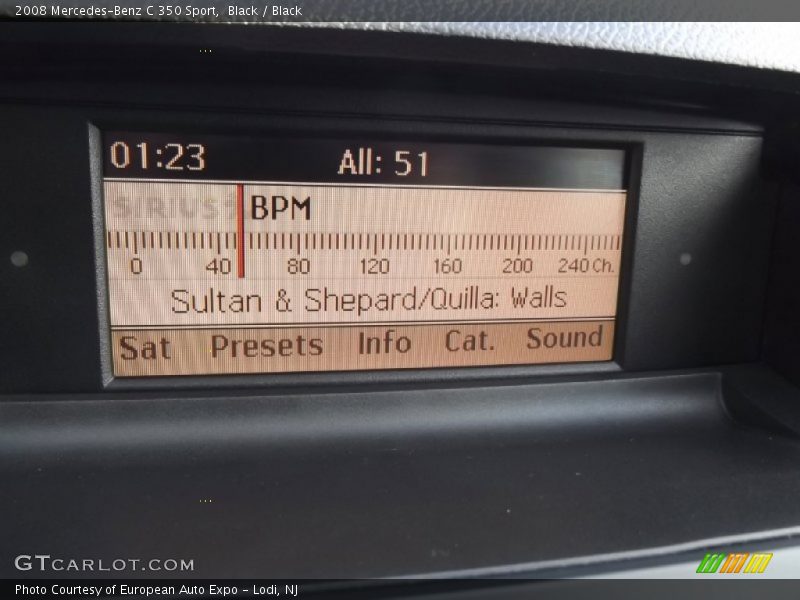 2008 Mercedes-Benz C 350 Sport,  Black / Black
01:23 All: 51
SIRIUS BPM
0 40 80 120 160 200 240 Ch.
Sultan & Shepard/Quilla: Walls
Sat Presets Info Cat. Sound
GTCARLOT.COM
Photo Courtesy of European Auto Expo - Lodi, NJ